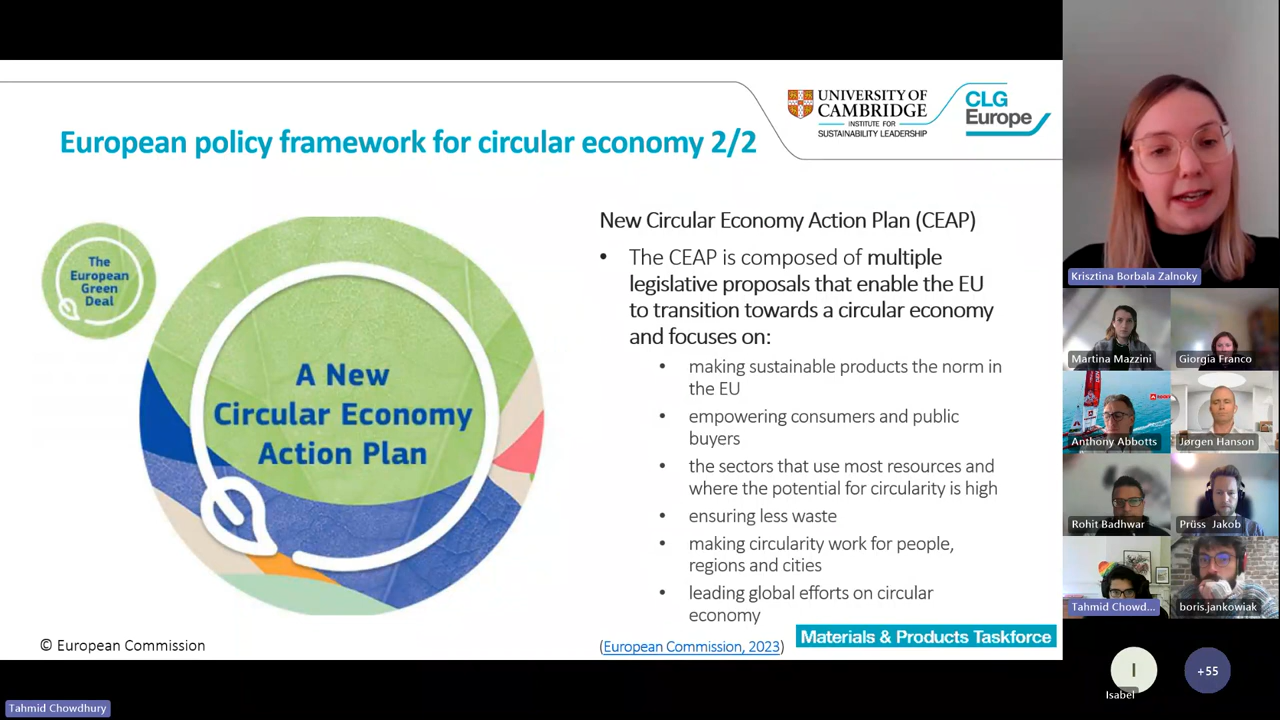 European policy framework for circular economy 2/2
UNIVERSITY OF
CAMBRIDGE
INSTITUTE FOR
SUSTAINABILITY LEADERSHIP
CLG
Europe
The
European
Green
Deal
A New
Circular Economy
Action Plan
New Circular Economy Action Plan (CEAP)
• The CEAP is composed of multiple
legislative proposals that enable the EU
to transition towards a circular economy
and focuses on:
• making sustainable products the norm in
the EU
• empowering consumers and public
buyers
• the sectors that use most resources and
where the potential for circularity is high
• ensuring less waste
• making circularity work for people,
regions and cities
• leading global efforts on circular
economy
© European Commission
(European Commission, 2023)
Materials & Products Taskforce
Krisztina Borbala Zalnoky
Martina Mazzini
Giorgia Franco
Anthony Abbotts
Jørgen Hanson
Rohit Badhwar
Prüss Jakob
Tahmid Chowd...
boris.jankowiak
I
Isabel
+55
Tahmid Chowdhury